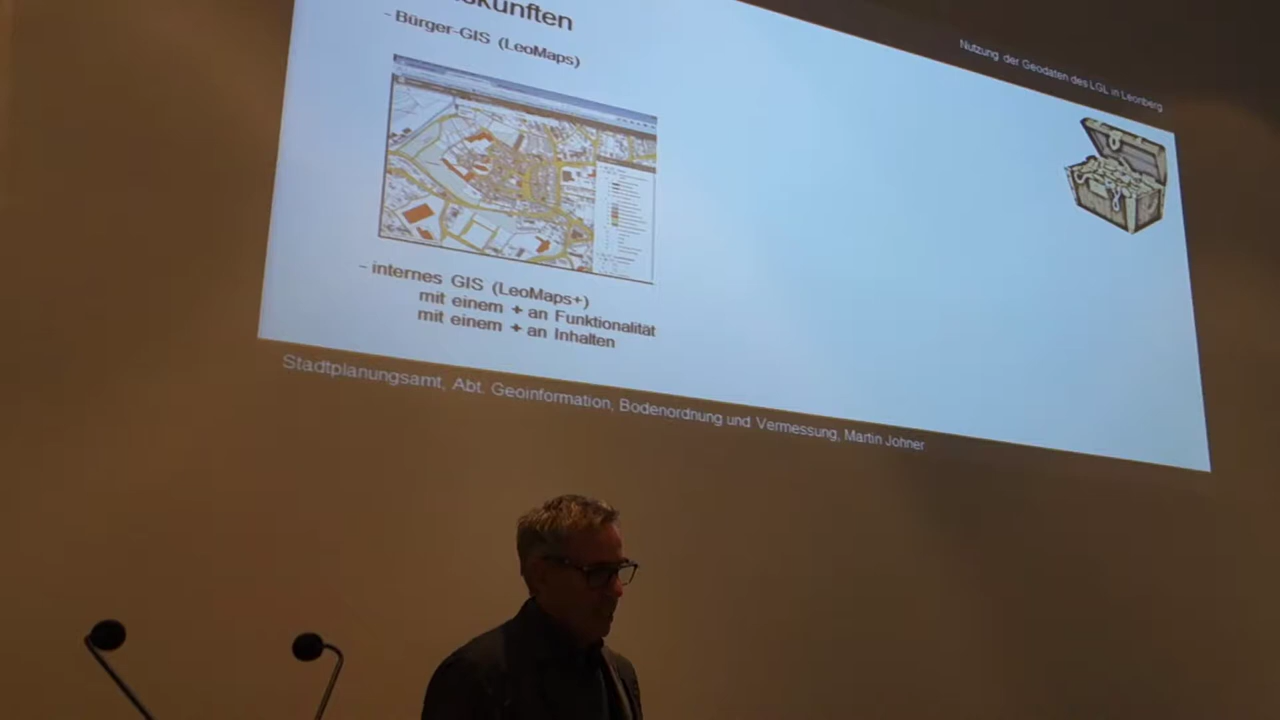 Nutzung der Geodaten des LGL in Leonberg
- Bürger-GIS (LeoMaps)
- internes GIS (LeoMaps+)
mit einem + an Funktionalität
mit einem + an Inhalten
Stadtplanungsamt, Abt. Geoinformation, Bodenordnung und Vermessung, Martin Johner